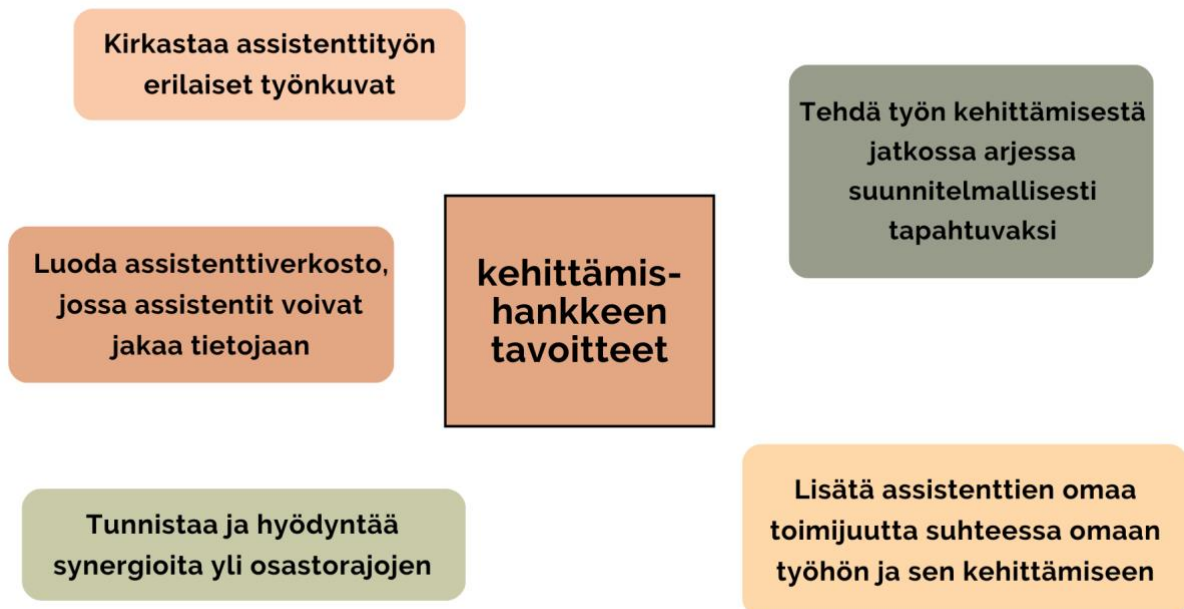 Kirkastaa assistenttityön
erilaiset työnkuvat
Tehdä työn kehittämisestä
jatkossa arjessa
suunnitelmallisesti
tapahtuvaksi
Luoda assistenttiverkosto,
jossa assistentit voivat
jakaa tietojaan
kehittämis-
hankkeen
tavoitteet
Tunnistaa ja hyödyntää
synergioita yli osastorajojen
Lisätä assistenttien omaa
toimijuutta suhteessa omaan
työhön ja sen kehittämiseen